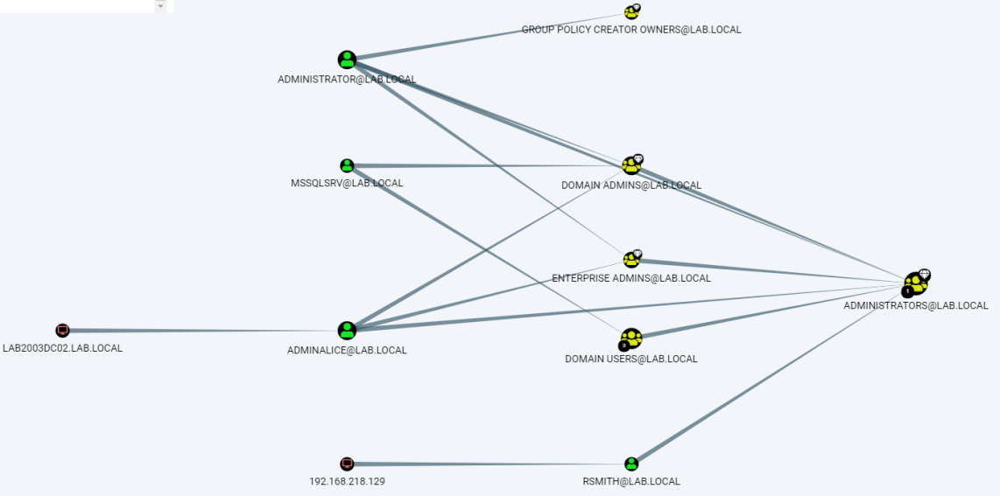 GROUP POLICY CREATOR OWNERS@LAB.LOCAL
ADMINISTRATOR@LAB.LOCAL
MSSQLSRV@LAB.LOCAL
DOMAIN ADMINS@LAB.LOCAL
ENTERPRISE ADMINS@LAB.LOCAL
1
ADMINISTRATORS@LAB.LOCAL
LAB2003DC02.LAB.LOCAL
ADMINALICE@LAB.LOCAL
3
DOMAIN USERS@LAB.LOCAL
192.168.218.129
RSMITH@LAB.LOCAL